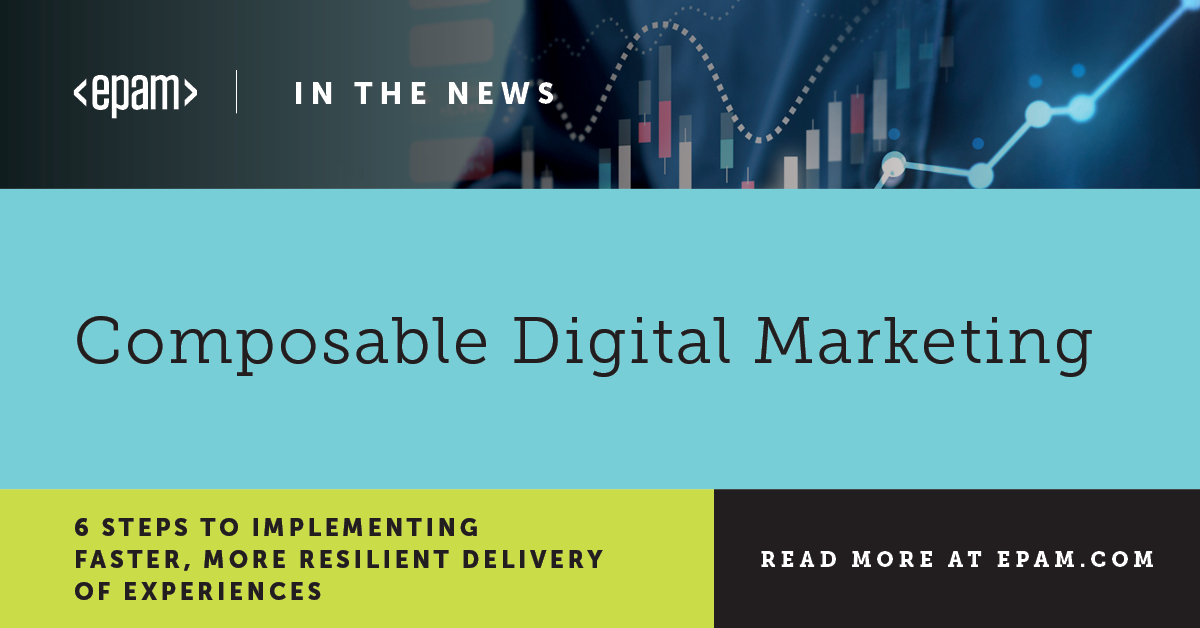 <epam> | IN THE NEWS
Composable Digital Marketing
6 STEPS TO IMPLEMENTING
FASTER, MORE RESILIENT DELIVERY
OF EXPERIENCES
READ MORE AT EPAM.COM